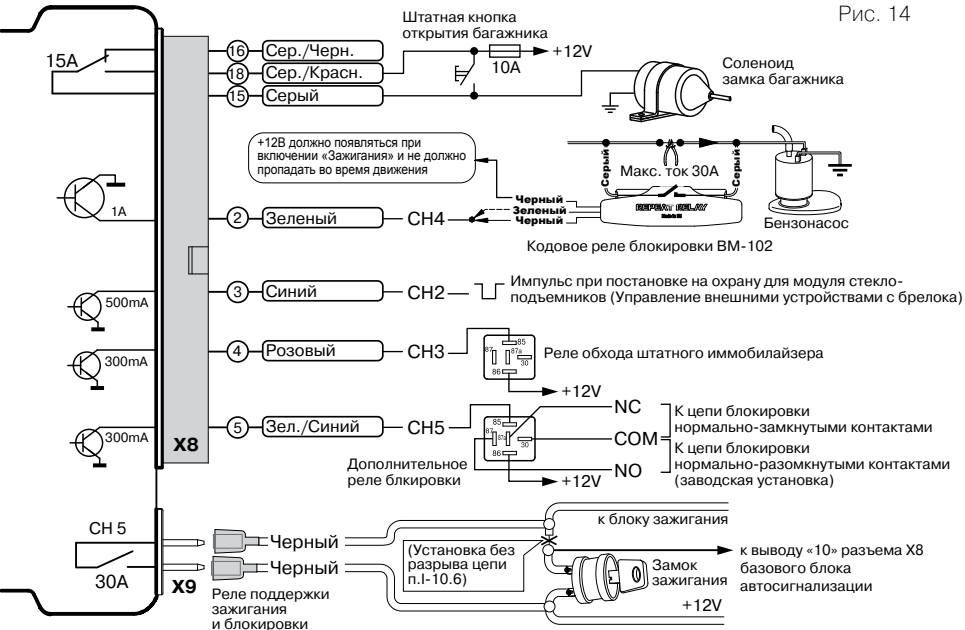 Рис. 14
Штатная кнопка
открытия багажника
15A
16 Сер./Черн.
10A
+12V
18 Сер./Красн.
15 Серый
Соленоид
замка багажника
+12В должно появляться при
включении «Зажигания» и не должно
пропадать во время движения
Серый
Макс. ток 30А
Серый
Черный
Зеленый
Черный
REPEAT RELAY
Бензонасос
1A
2 Зеленый
CH4
Кодовое реле блокировки BM-102
500mA
3 Синий
CH2
Импульс при постановке на охрану для модуля стекло-
подъемников (Управление внешними устройствами с брелока)
300mA
4 Розовый
CH3
85
87
87a
30
86
Реле обхода штатного иммобилайзера
+12V
300mA
5 Зел./Синий
CH5
X8
85
87
87a
30
86
NC
COM
NO
+12V
К цепи блокировки
нормально-замкнутыми контактами
К цепи блокировки
нормально-разомкнутыми контактами
(заводская установка)
Дополнительное
реле блкировки
CH 5
30A
X9
Черный
Черный
Реле поддержки
зажигания
и блокировки
к блоку зажигания
(Установка без
разрыва цепи
п.I-10.6)
Замок
зажигания
+12V
к выводу «10» разъема X8
базового блока
автосигнализации